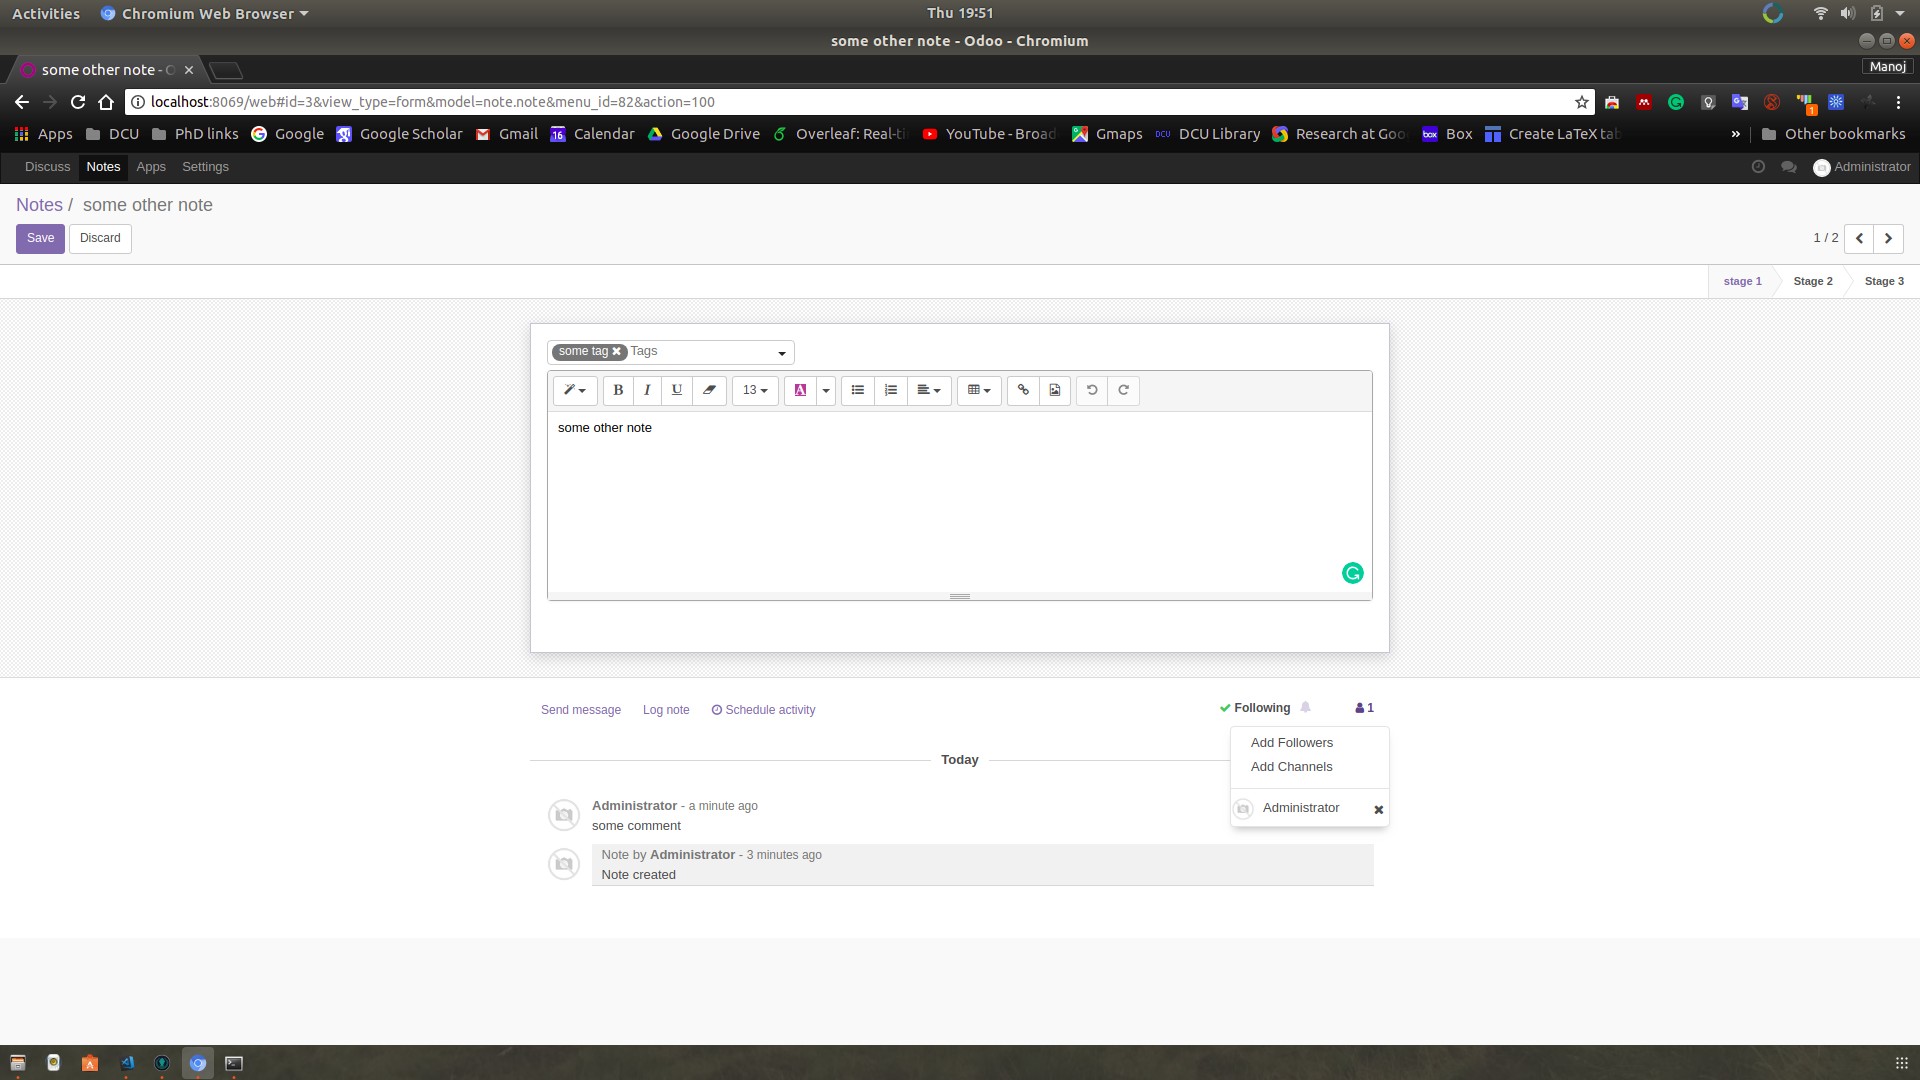 Activities Chromium Web Browser Thu 19:51
some other note - Odoo - Chromium
some other note - Manoj
localhost:8069/web#id=3&view_type=form&model=note.note&menu_id=82&action=100
1
Apps DCU PhD links Google Google Scholar Gmail 16 Calendar Google Drive Overleaf: Real-ti YouTube - Broad Gmaps DCU DCU Library Research at Goo box Box Create LaTeX tab » Other bookmarks
Discuss Notes Apps Settings Administrator
Notes / some other note
Save Discard 1 / 2
stage 1 Stage 2 Stage 3
some tag Tags
B I U 13 A
some other note
Send message Log note Schedule activity Following 1
Add Followers
Add Channels
Today
Administrator
Administrator - a minute ago
some comment
Note by Administrator - 3 minutes ago
Note created